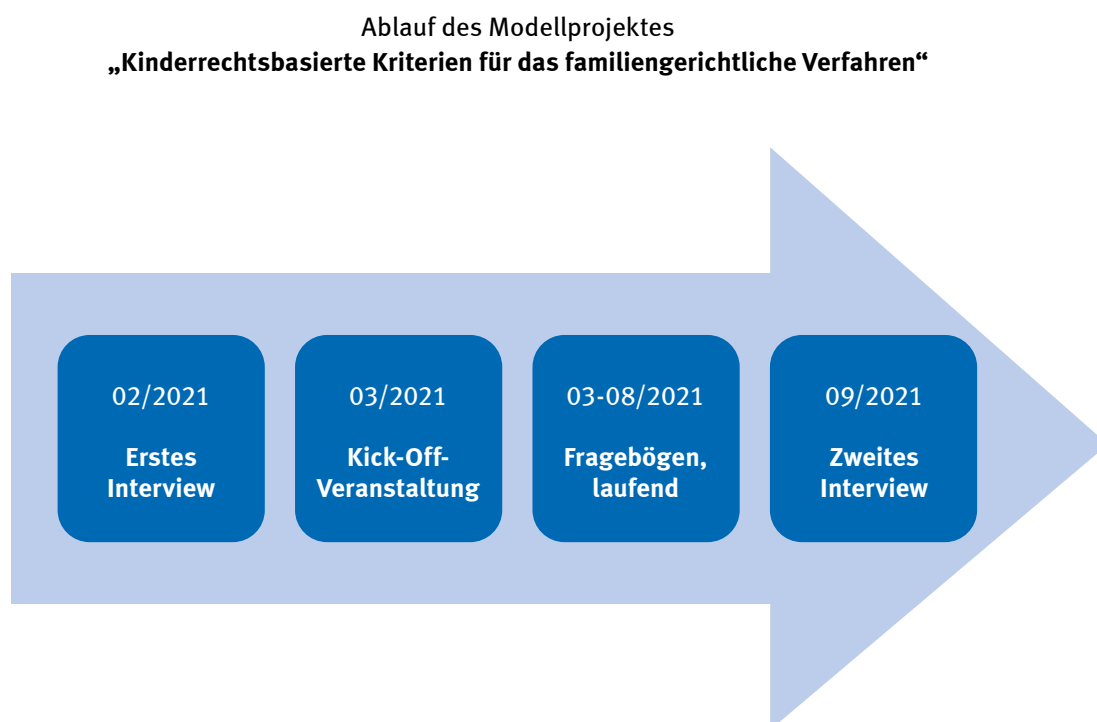 Ablauf des Modellprojektes
„Kinderrechtsbasierte Kriterien für das familiengerichtliche Verfahren“
02/2021
Erstes
Interview
03/2021
Kick-Off-
Veranstaltung
03-08/2021
Fragebögen,
laufend
09/2021
Zweites
Interview